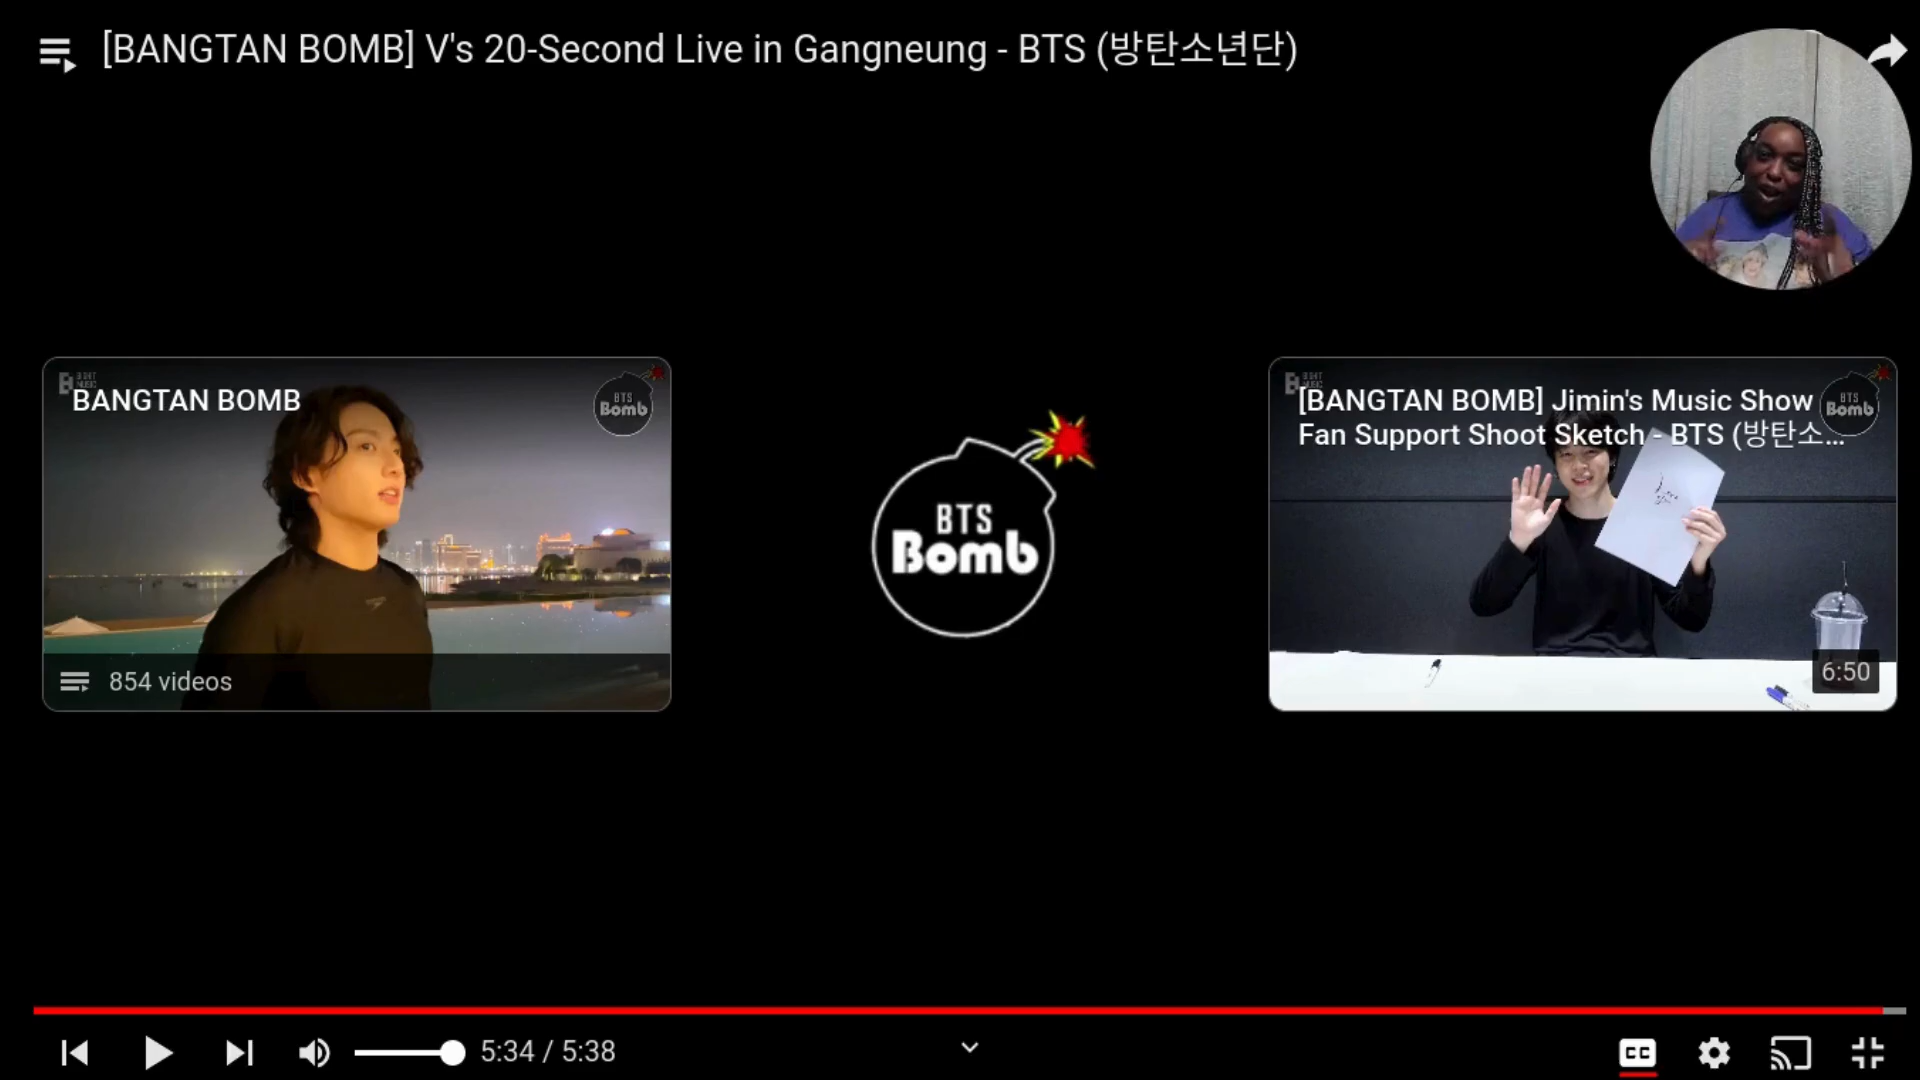 [BANGTAN BOMB] V's 20-Second Live in Gangneung - BTS (방탄소년단)
BANGTAN BOMB
BTS
Bomb
854 videos
BTS
Bomb
[BANGTAN BOMB] Jimin's Music Show
Fan Support Shoot Sketch - BTS (방탄소...
BTS
Bomb
6:50
5:34 / 5:38
CC